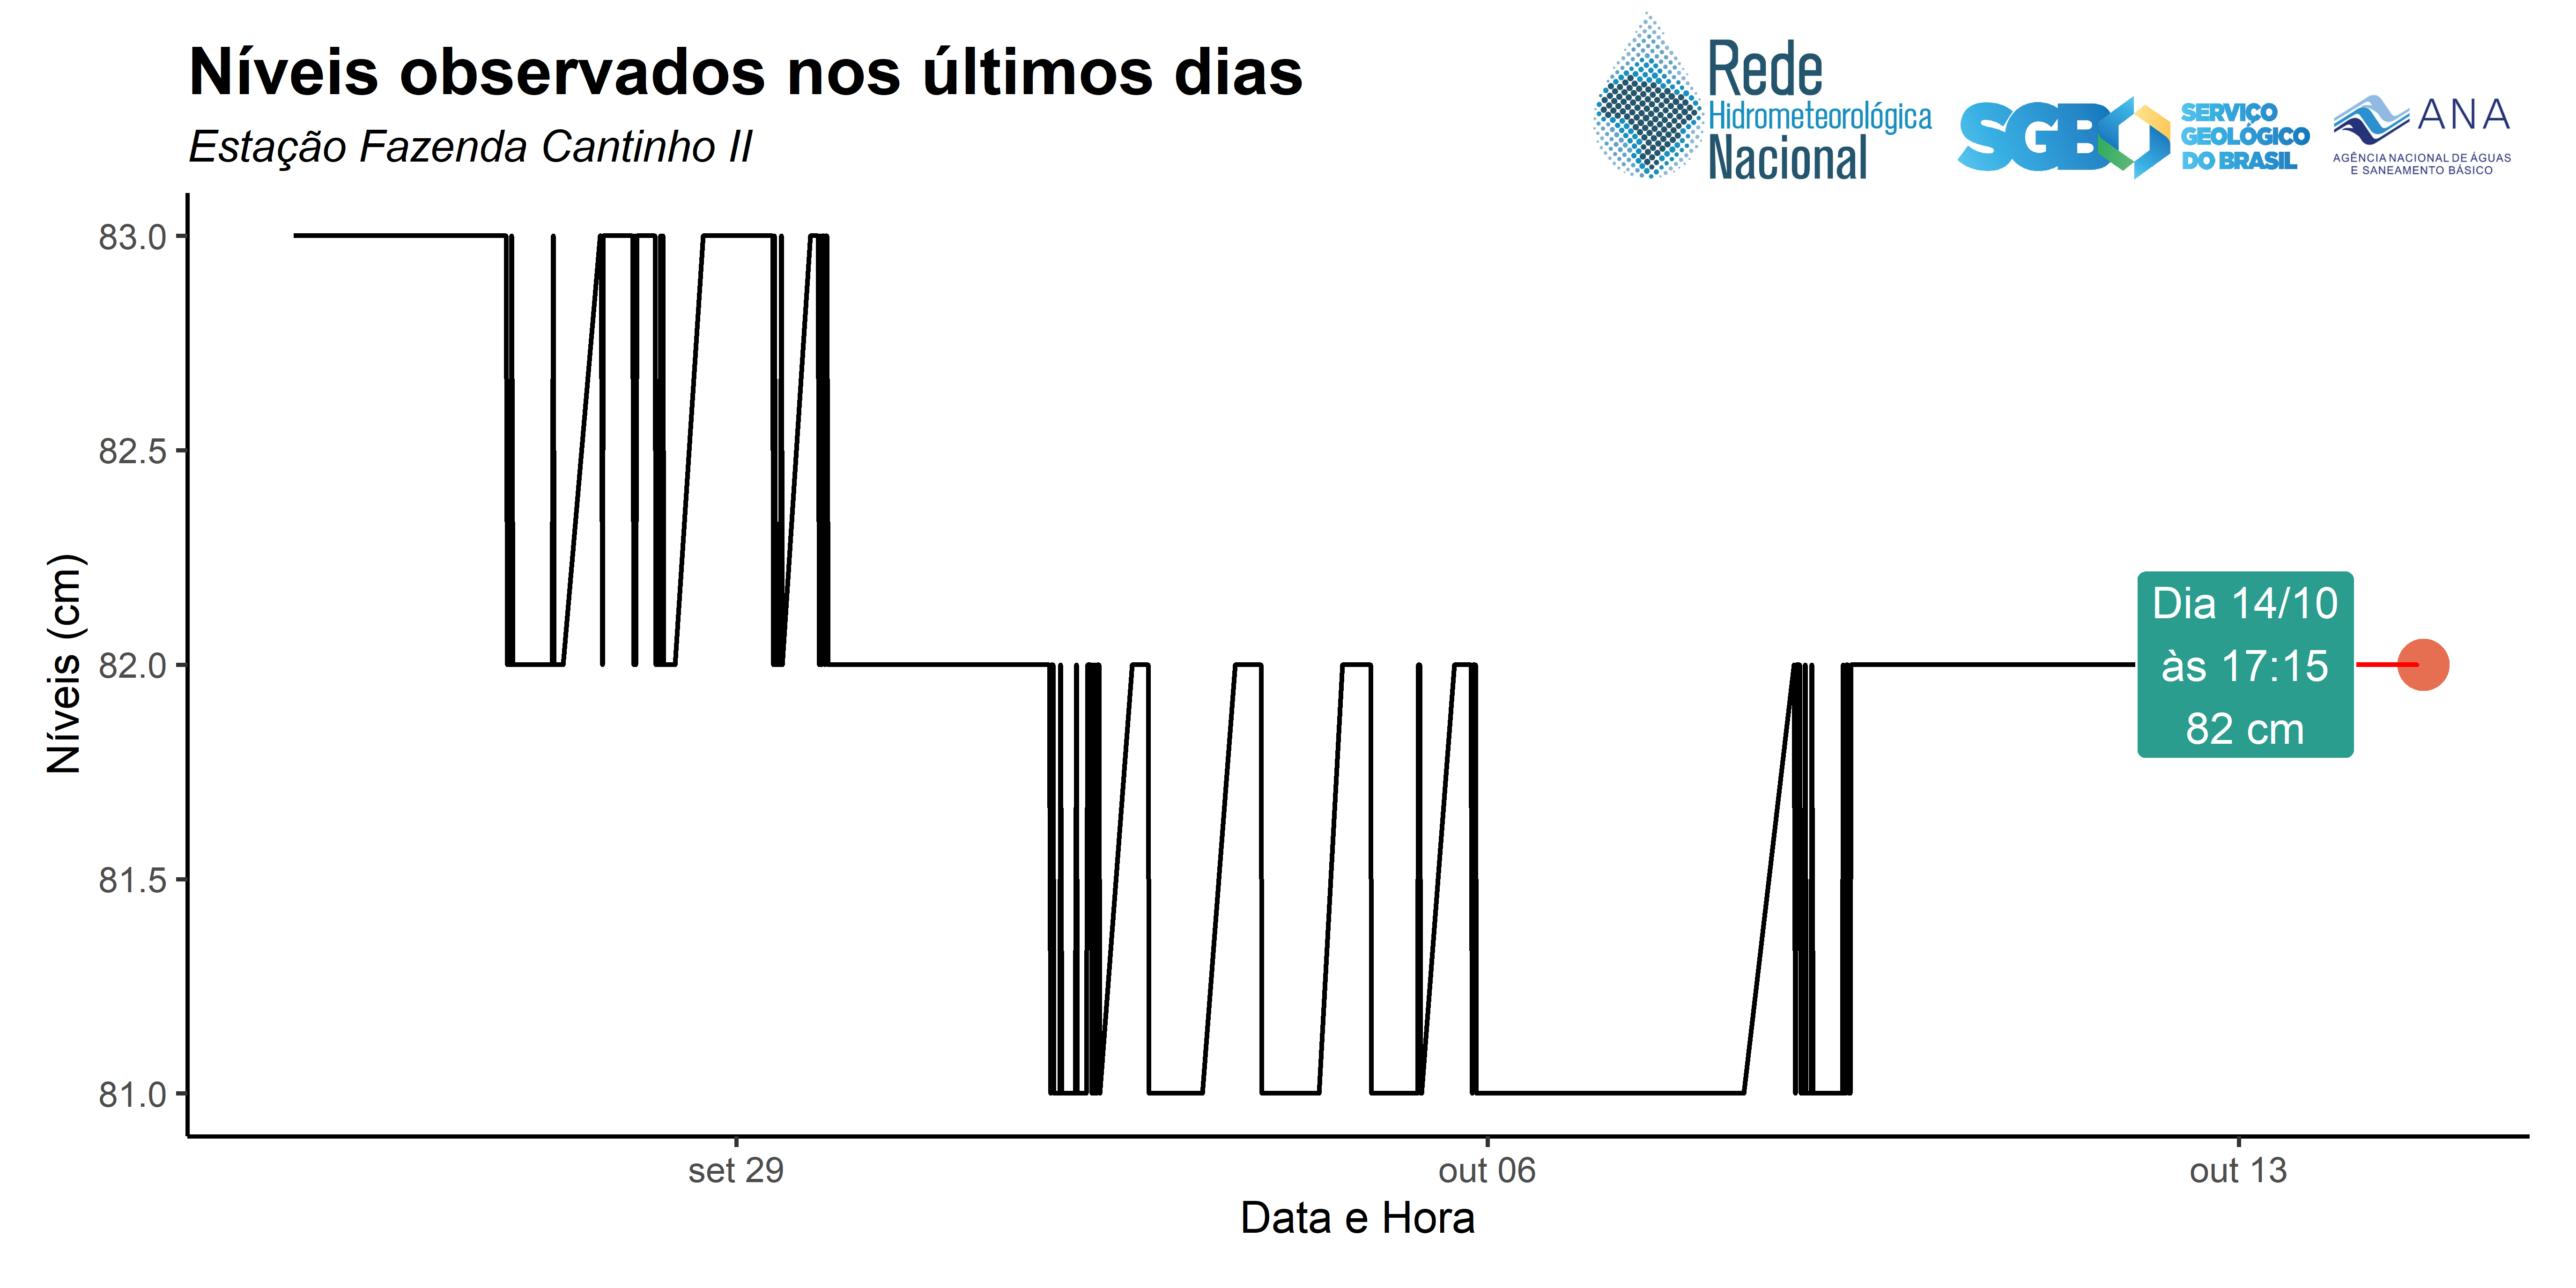 Níveis observados nos últimos dias
Estação Fazenda Cantinho II
Rede
Hidrometeorológica
Nacional
SGB
SERVIÇO
GEOLÓGICO
DO BRASIL
ANA
AGÊNCIA NACIONAL DE ÁGUAS
E SANEAMENTO BÁSICO
Níveis (cm)
83.0
82.5
82.0
81.5
81.0
Dia 14/10
às 17:15
82 cm
set 29
out 06
out 13
Data e Hora